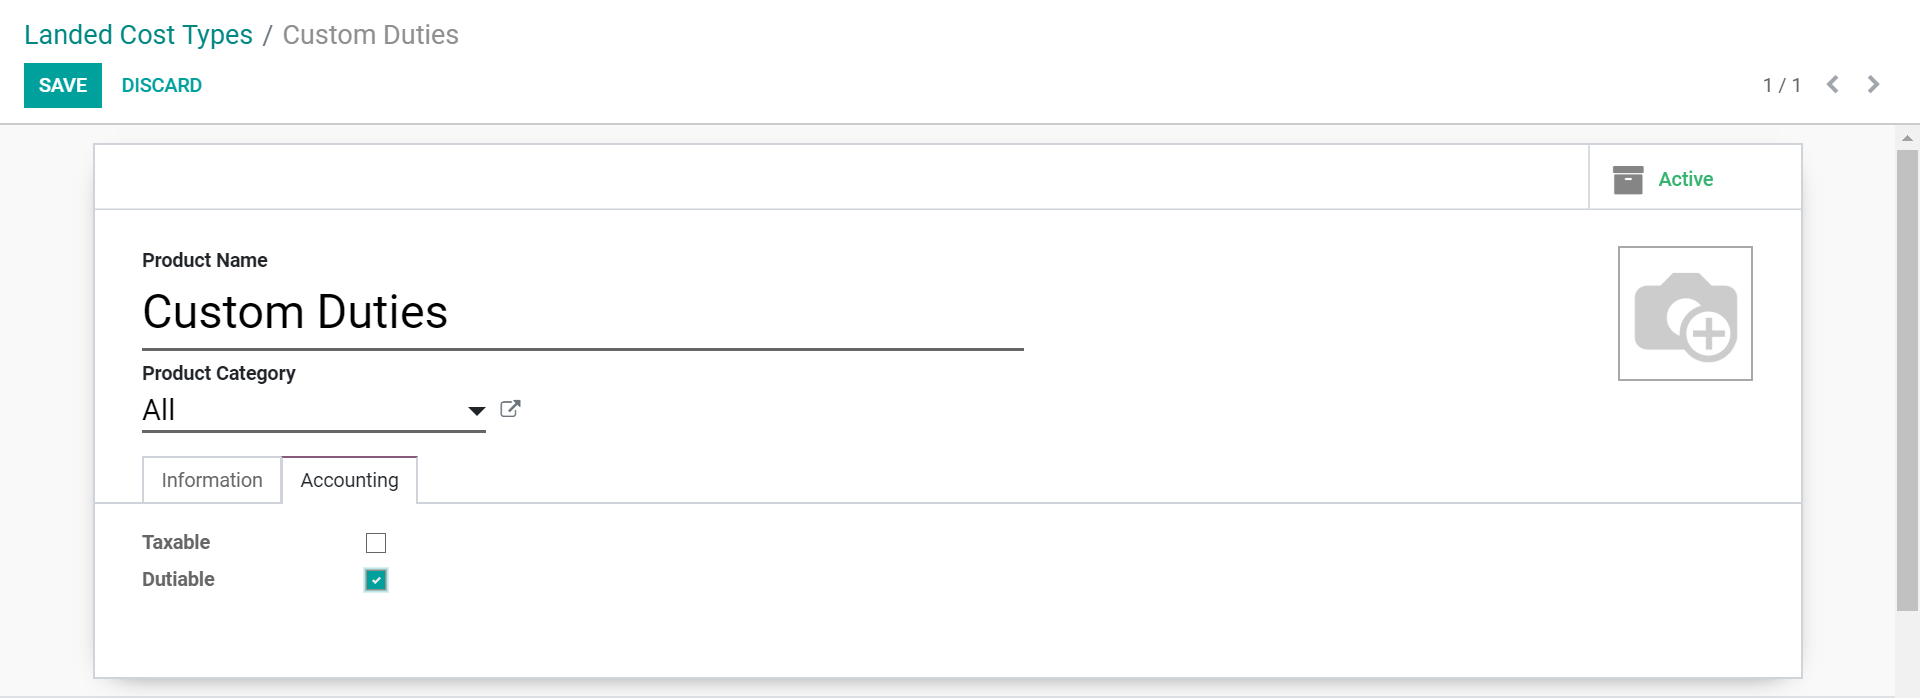 Landed Cost Types / Custom Duties
SAVE DISCARD 1 / 1
Active
Product Name
Custom Duties
Product Category
All
Information Accounting
Taxable
Dutiable